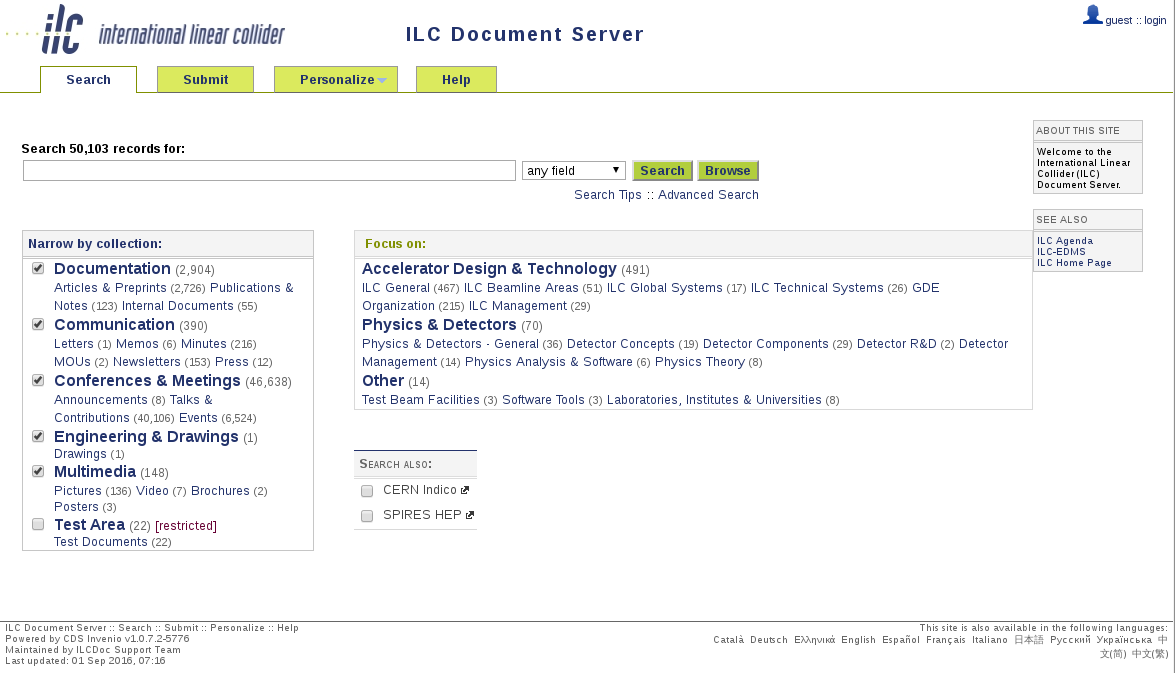 ilc international linear collider
ILC Document Server
guest :: login
Search Submit Personalize Help
Search 50,103 records for:
any field Search Browse
Search Tips :: Advanced Search
Narrow by collection:
Documentation (2,904)
Articles & Preprints (2,726) Publications &
Notes (123) Internal Documents (55)
Communication (390)
Letters (1) Memos (6) Minutes (216)
MOUs (2) Newsletters (153) Press (12)
Conferences & Meetings (46,638)
Announcements (8) Talks &
Contributions (40,106) Events (6,524)
Engineering & Drawings (1)
Drawings (1)
Multimedia (148)
Pictures (136) Video (7) Brochures (2)
Posters (3)
Test Area (22) [restricted]
Test Documents (22)
Focus on:
Accelerator Design & Technology (491)
ILC General (467) ILC Beamline Areas (51) ILC Global Systems (17) ILC Technical Systems (26) GDE
Organization (215) ILC Management (29)
Physics & Detectors (70)
Physics & Detectors - General (36) Detector Concepts (19) Detector Components (29) Detector R&D (2) Detector
Management (14) Physics Analysis & Software (6) Physics Theory (8)
Other (14)
Test Beam Facilities (3) Software Tools (3) Laboratories, Institutes & Universities (8)
Search also:
CERN Indico
SPIRES HEP
ABOUT THIS SITE
Welcome to the
International Linear
Collider (ILC)
Document Server.
SEE ALSO
ILC Agenda
ILC-EDMS
ILC Home Page
ILC Document Server :: Search :: Submit :: Personalize :: Help
Powered by CDS Invenio v1.0.7.2-5776
Maintained by ILCDoc Support Team
Last updated: 01 Sep 2016, 07:16
This site is also available in the following languages:
Català Deutsch Ελληνικά English Español Français Italiano 日本語 Русский Українська 中
文(简) 中文(繁)